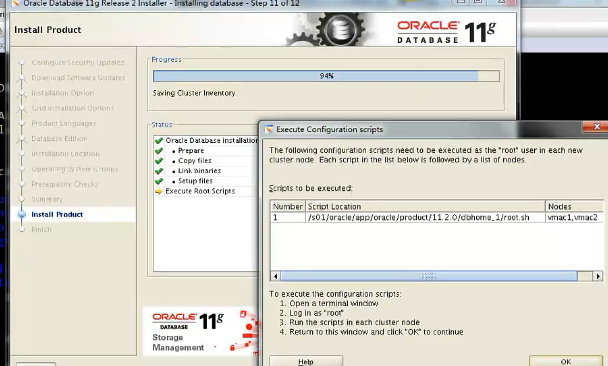 Oracle Database 11g Release 2 Installer - Installing database - Step 11 of 12
Install Product
ORACLE
DATABASE 11g
Configure Security Updates
Download Software Updates
Installation Option
Grid Installation Options
Product Languages
Database Edition
Installation Location
Operating System Groups
Prerequisite Checks
Summary
Install Product
Finish
Progress
94%
Saving Cluster Inventory
Status
Oracle Database installation
• Prepare
• Copy files
• Link binaries
• Setup files
Execute Root Scripts
ORACLE
DATABASE 11g
Storage
Management
Execute Configuration scripts
The following configuration scripts need to be executed as the "root" user in each new
cluster node. Each script in the list below is followed by a list of nodes.
Scripts to be executed:
Number Script Location Nodes
1 /s01/oracle/app/oracle/product/11.2.0/dbhome_1/root.sh vmac1,vmac2
To execute the configuration scripts:
1. Open a terminal window
2. Log in as "root"
3. Run the scripts in each cluster node
4. Return to this window and click "OK" to continue
Help
OK